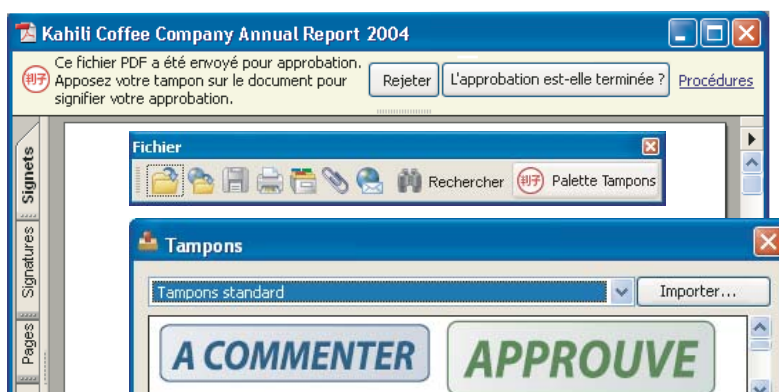 Kahili Coffee Company Annual Report 2004
Ce fichier PDF a été envoyé pour approbation.
Apposez votre tampon sur le document pour
signifier votre approbation.
Rejeter
L'approbation est-elle terminée ?
Procédures
Signets
Signatures
Pages
Fichier
Rechercher
判子 Palette Tampons
Tampons
Tampons standard
Importer...
A COMMENTER
APPROUVE